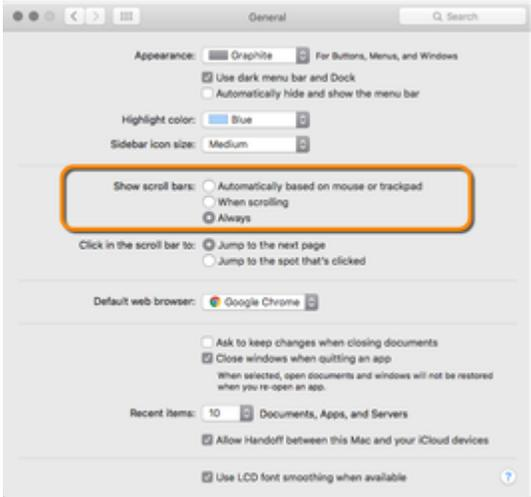 General
Search
Appearance: Graphite For Buttons, Menus, and Windows
Use dark menu bar and Dock
Automatically hide and show the menu bar
Highlight color: Blue
Sidebar icon size: Medium
Show scroll bars: Automatically based on mouse or trackpad
When scrolling
Always
Click in the scroll bar to: Jump to the next page
Jump to the spot that's clicked
Default web browser: Google Chrome
Ask to keep changes when closing documents
Close windows when quitting an app
When selected, open documents and windows will not be restored
when you re-open an app.
Recent items: 10 Documents, Apps, and Servers
Allow Handoff between this Mac and your iCloud devices
Use LCD font smoothing when available ?